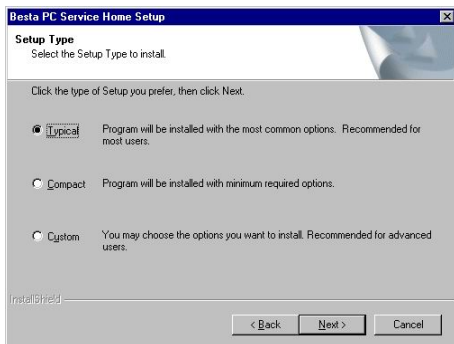 Besta PC Service Home Setup
Setup Type
Select the Setup Type to install.
Click the type of Setup you prefer, then click Next.
Typical
Program will be installed with the most common options. Recommended for
most users.
Compact
Program will be installed with minimum required options.
Custom
You may choose the options you want to install. Recommended for advanced
users.
InstallShield
< Back
Next >
Cancel